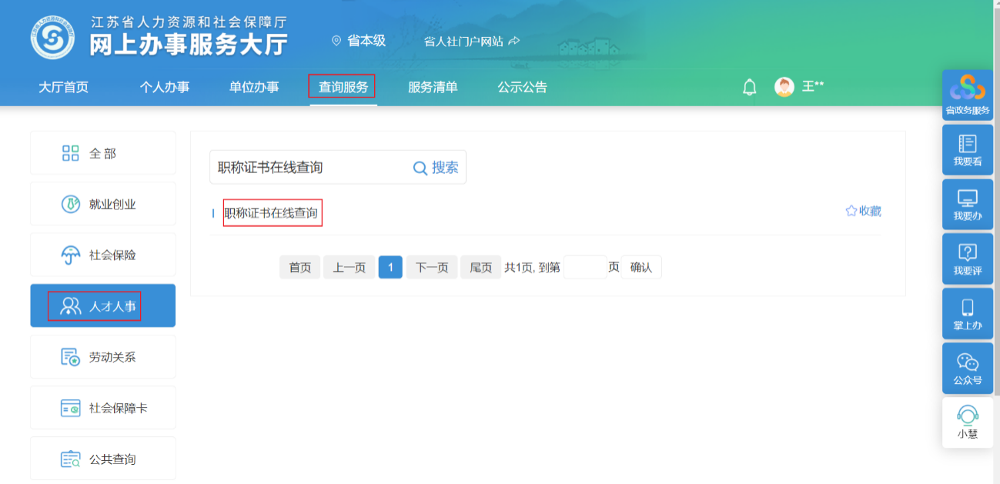 江苏省人力资源和社会保障厅
网上办事服务大厅
省本级
省人社门户网站
大厅首页 个人办事 单位办事 查询服务 服务清单 公示公告
王**
全部
就业创业
社会保险
人才人事
劳动关系
社会保障卡
公共查询
职称证书在线查询 搜索
职称证书在线查询 收藏
首页 上一页 1 下一页 尾页 共1页, 到第 页 确认
省政务服务
我要看
我要办
我要评
掌上办
公众号
小慧